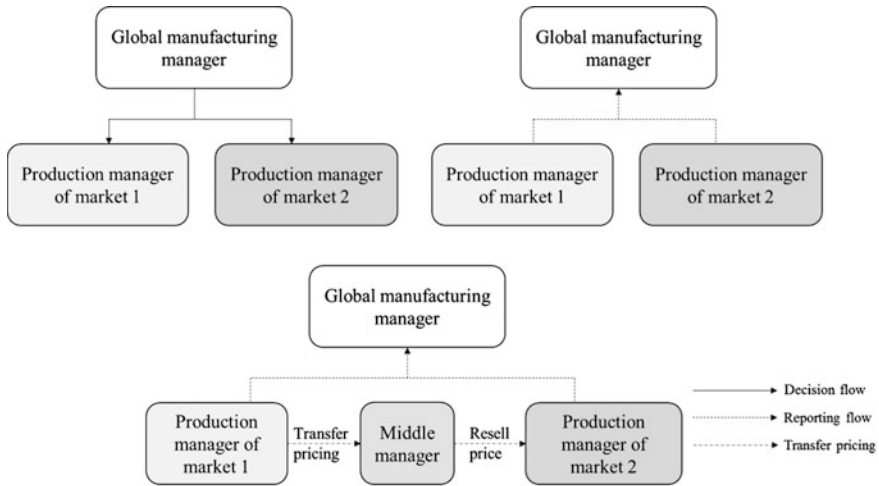 Global manufacturing
manager
Production manager
of market 1
Production manager
of market 2
Global manufacturing
manager
Production manager
of market 1
Production manager
of market 2
Global manufacturing
manager
Production
manager of
market 1
Transfer
pricing
Middle
manager
Resell
price
Production
manager of
market 2
Decision flow
Reporting flow
Transfer pricing